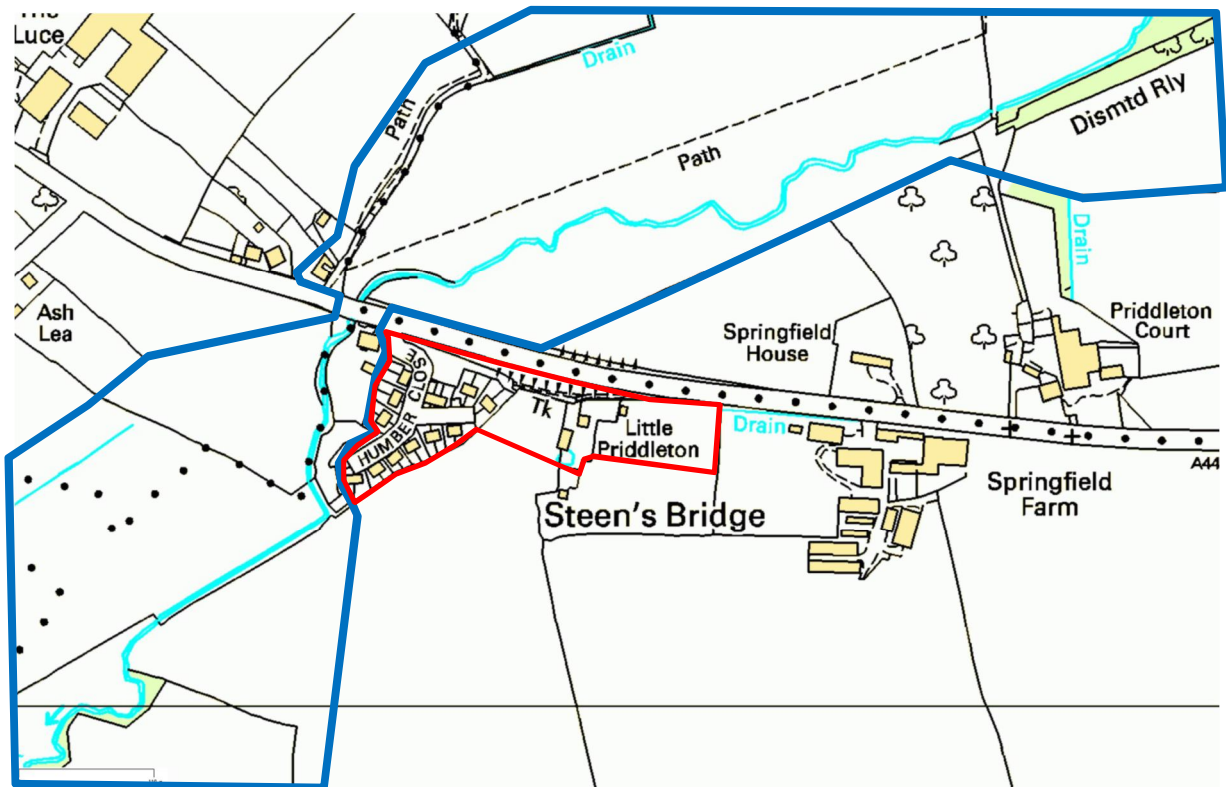 The
Luce
Drain
Path
Dismtd Rly
Path
Drain
Ash
Lea
Springfield
House
Priddleton
Court
HUMBER CLOSE
Tk
Little
Priddleton
Drain
A44
Steen's Bridge
Springfield
Farm